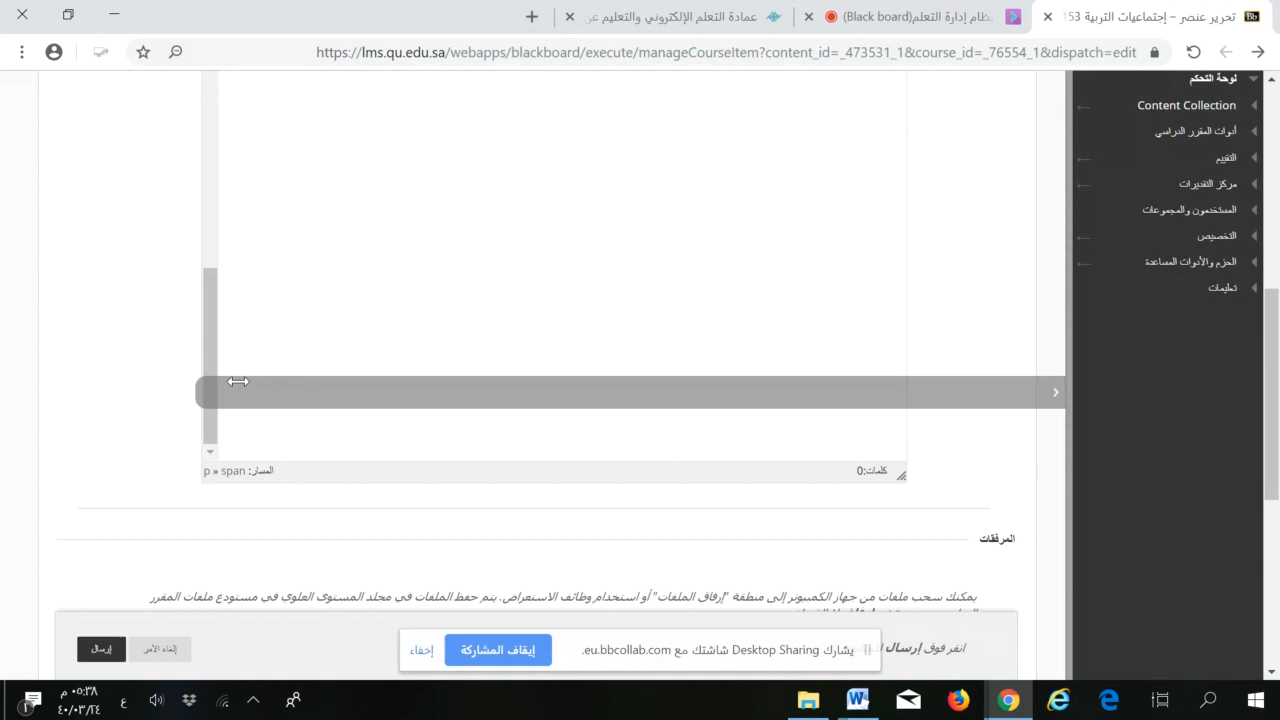 تحرير عنصر – إجتماعيات التربية 153
نظام إدارة التعلم(Black board)
عمادة التعلم الإلكتروني والتعليم عن
https://lms.qu.edu.sa/webapps/blackboard/execute/manageCourseItem?content_id=_473531_1&course_id=_76554_1&dispatch=edit
لوحة التحكم
Content Collection
أدوات المقرر الدراسي
التقييم
مركز التقديرات
المستخدمون والمجموعات
التخصيص
الحزم والأدوات المساعدة
تعليمات
المسار: p » span
كلمات:0
المرفقات
يمكنك سحب ملفات من جهاز الكمبيوتر إلى منطقة "إرفاق الملفات" أو استخدام وظائف الاستعراض. يتم حفظ الملفات في مجلد المستوى العلوي في مستودع ملفات المقرر
انقر فوق إرسال
إلغاء الأمر
إرسال
يشارك Desktop Sharing شاشتك مع eu.bbcollab.com.
إيقاف المشاركة
إخفاء
ع
٠٥:٣٨ م
٤٠/٠٣/٢٤